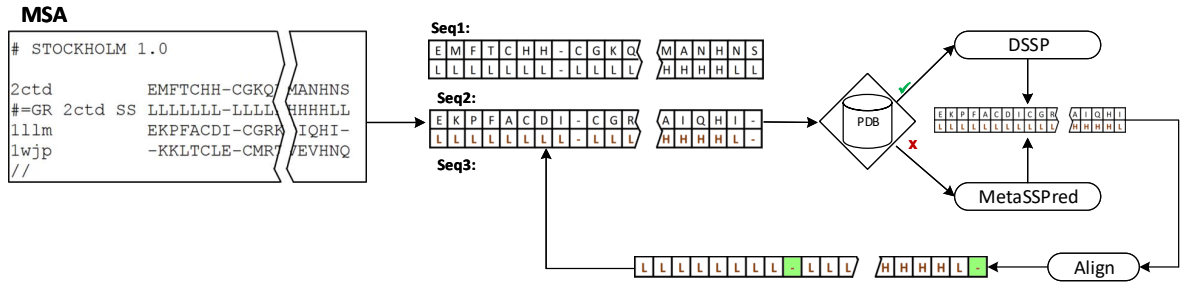 MSA
# STOCKHOLM 1.0
2ctd EMFTCHH-CGKQ MANHNS
#=GR 2ctd SS LLLLLLL-LLLL HHHHLL
1llm EKPFACDI-CGRK IQHI-
1wjp -KKLTCLE-CMRT VEVHNQ
//
Seq1:
E M F T C H H - C G K Q M A N H N S
L L L L L L L - L L L L H H H H L L
Seq2:
E K P F A C D I - C G R A I Q H I -
L L L L L L L L - L L L H H H H L -
Seq3:
PDB
✓
x
DSSP
E K P F A C D I C G R A I Q H I
L L L L L L L L L L L H H H H L
MetaSSPred
L L L L L L L L - L L L H H H H L -
Align